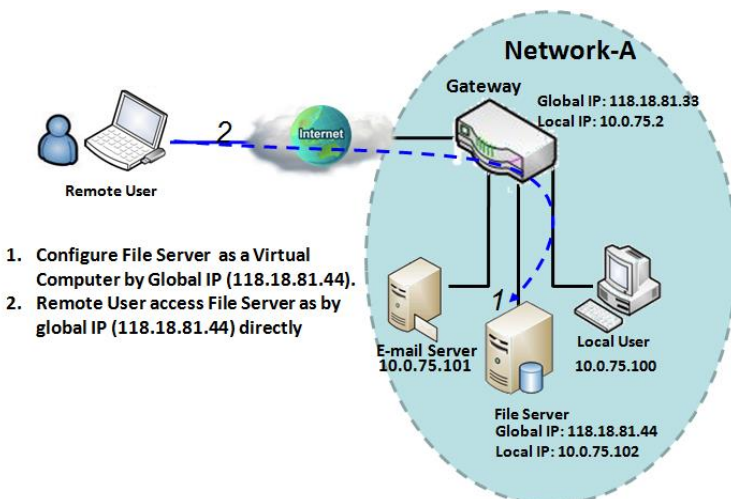 Network-A
Gateway
Global IP: 118.18.81.33
Local IP: 10.0.75.2
2
Internet
Remote User
1. Configure File Server as a Virtual
Computer by Global IP (118.18.81.44).
2. Remote User access File Server as by
global IP (118.18.81.44) directly
1
E-mail Server
10.0.75.101
Local User
10.0.75.100
File Server
Global IP: 118.18.81.44
Local IP: 10.0.75.102